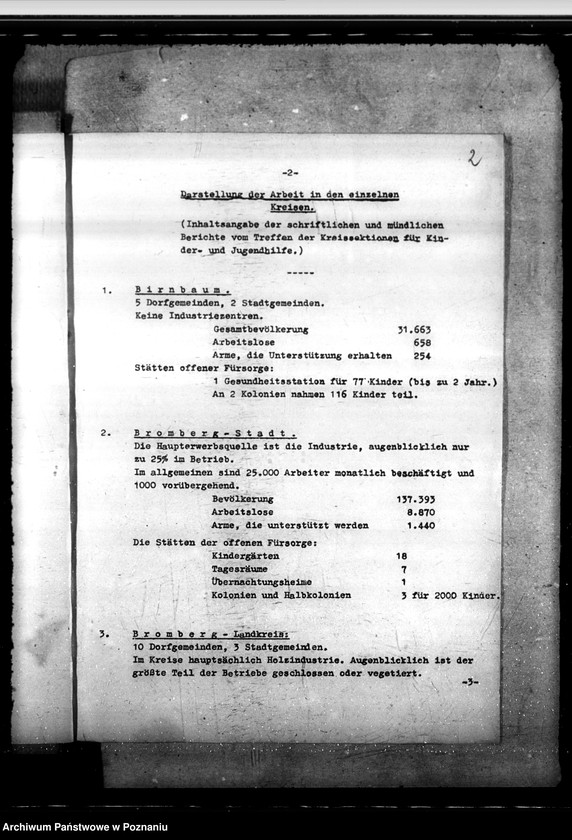 2
-2-
Darstellung der Arbeit in den einzelnen
Kreisen.
(Inhaltsangabe der schriftlichen und mündlichen
Berichte vom Treffen der Kreissektionen für Kin-
der- und Jugendhilfe.)
-----
1. Birnbaum.
5 Dorfgemeinden, 2 Stadtgemeinden.
Keine Industriezentren.
Gesamtbevölkerung 31.663
Arbeitslose 658
Arme, die Unterstützung erhalten 254
Stätten offener Fürsorge:
1 Gesundheitsstation für 77 Kinder (bis zu 2 Jahr.)
An 2 Kolonien nahmen 116 Kinder teil.
2. Bromberg-Stadt.
Die Haupterwerbsquelle ist die Industrie, augenblicklich nur
zu 25% im Betrieb.
Im allgemeinen sind 25.000 Arbeiter monatlich beschäftigt und
1000 vorübergehend.
Bevölkerung 137.393
Arbeitslose 8.870
Arme, die unterstützt werden 1.440
Die Stätten der offenen Fürsorge:
Kindergärten 18
Tagesräume 7
Übernachtungsheime 1
Kolonien und Halbkolonien 3 für 2000 Kinder.
3. Bromberg-Landkreis:
10 Dorfgemeinden, 3 Stadtgemeinden.
Im Kreise hauptsächlich Holzindustrie. Augenblicklich ist der
größte Teil der Betriebe geschlossen oder vegetiert.
-3-
Archiwum Państwowe w Poznaniu